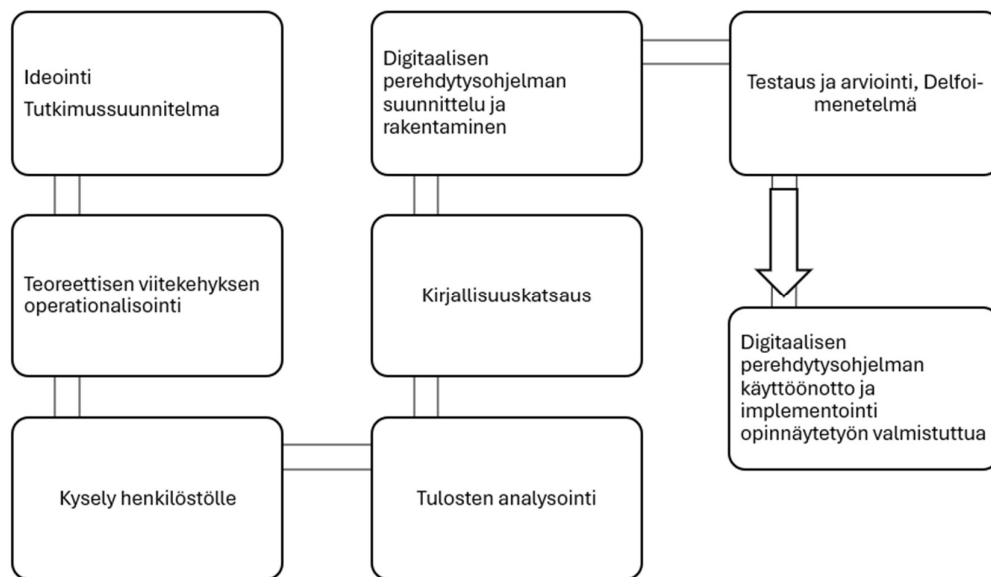 Ideointi
Tutkimussuunnitelma
Teoreettisen viitekehyksen
operationalisointi
Kysely henkilöstölle
Tulosten analysointi
Kirjallisuuskatsaus
Digitaalisen
perehdytysohjelman
suunnittelu ja
rakentaminen
Testaus ja arviointi, Delfoi-
menetelmä
Digitaalisen
perehdytysohjelman
käyttöönotto ja
implementointi
opinnäytetyön valmistuttua